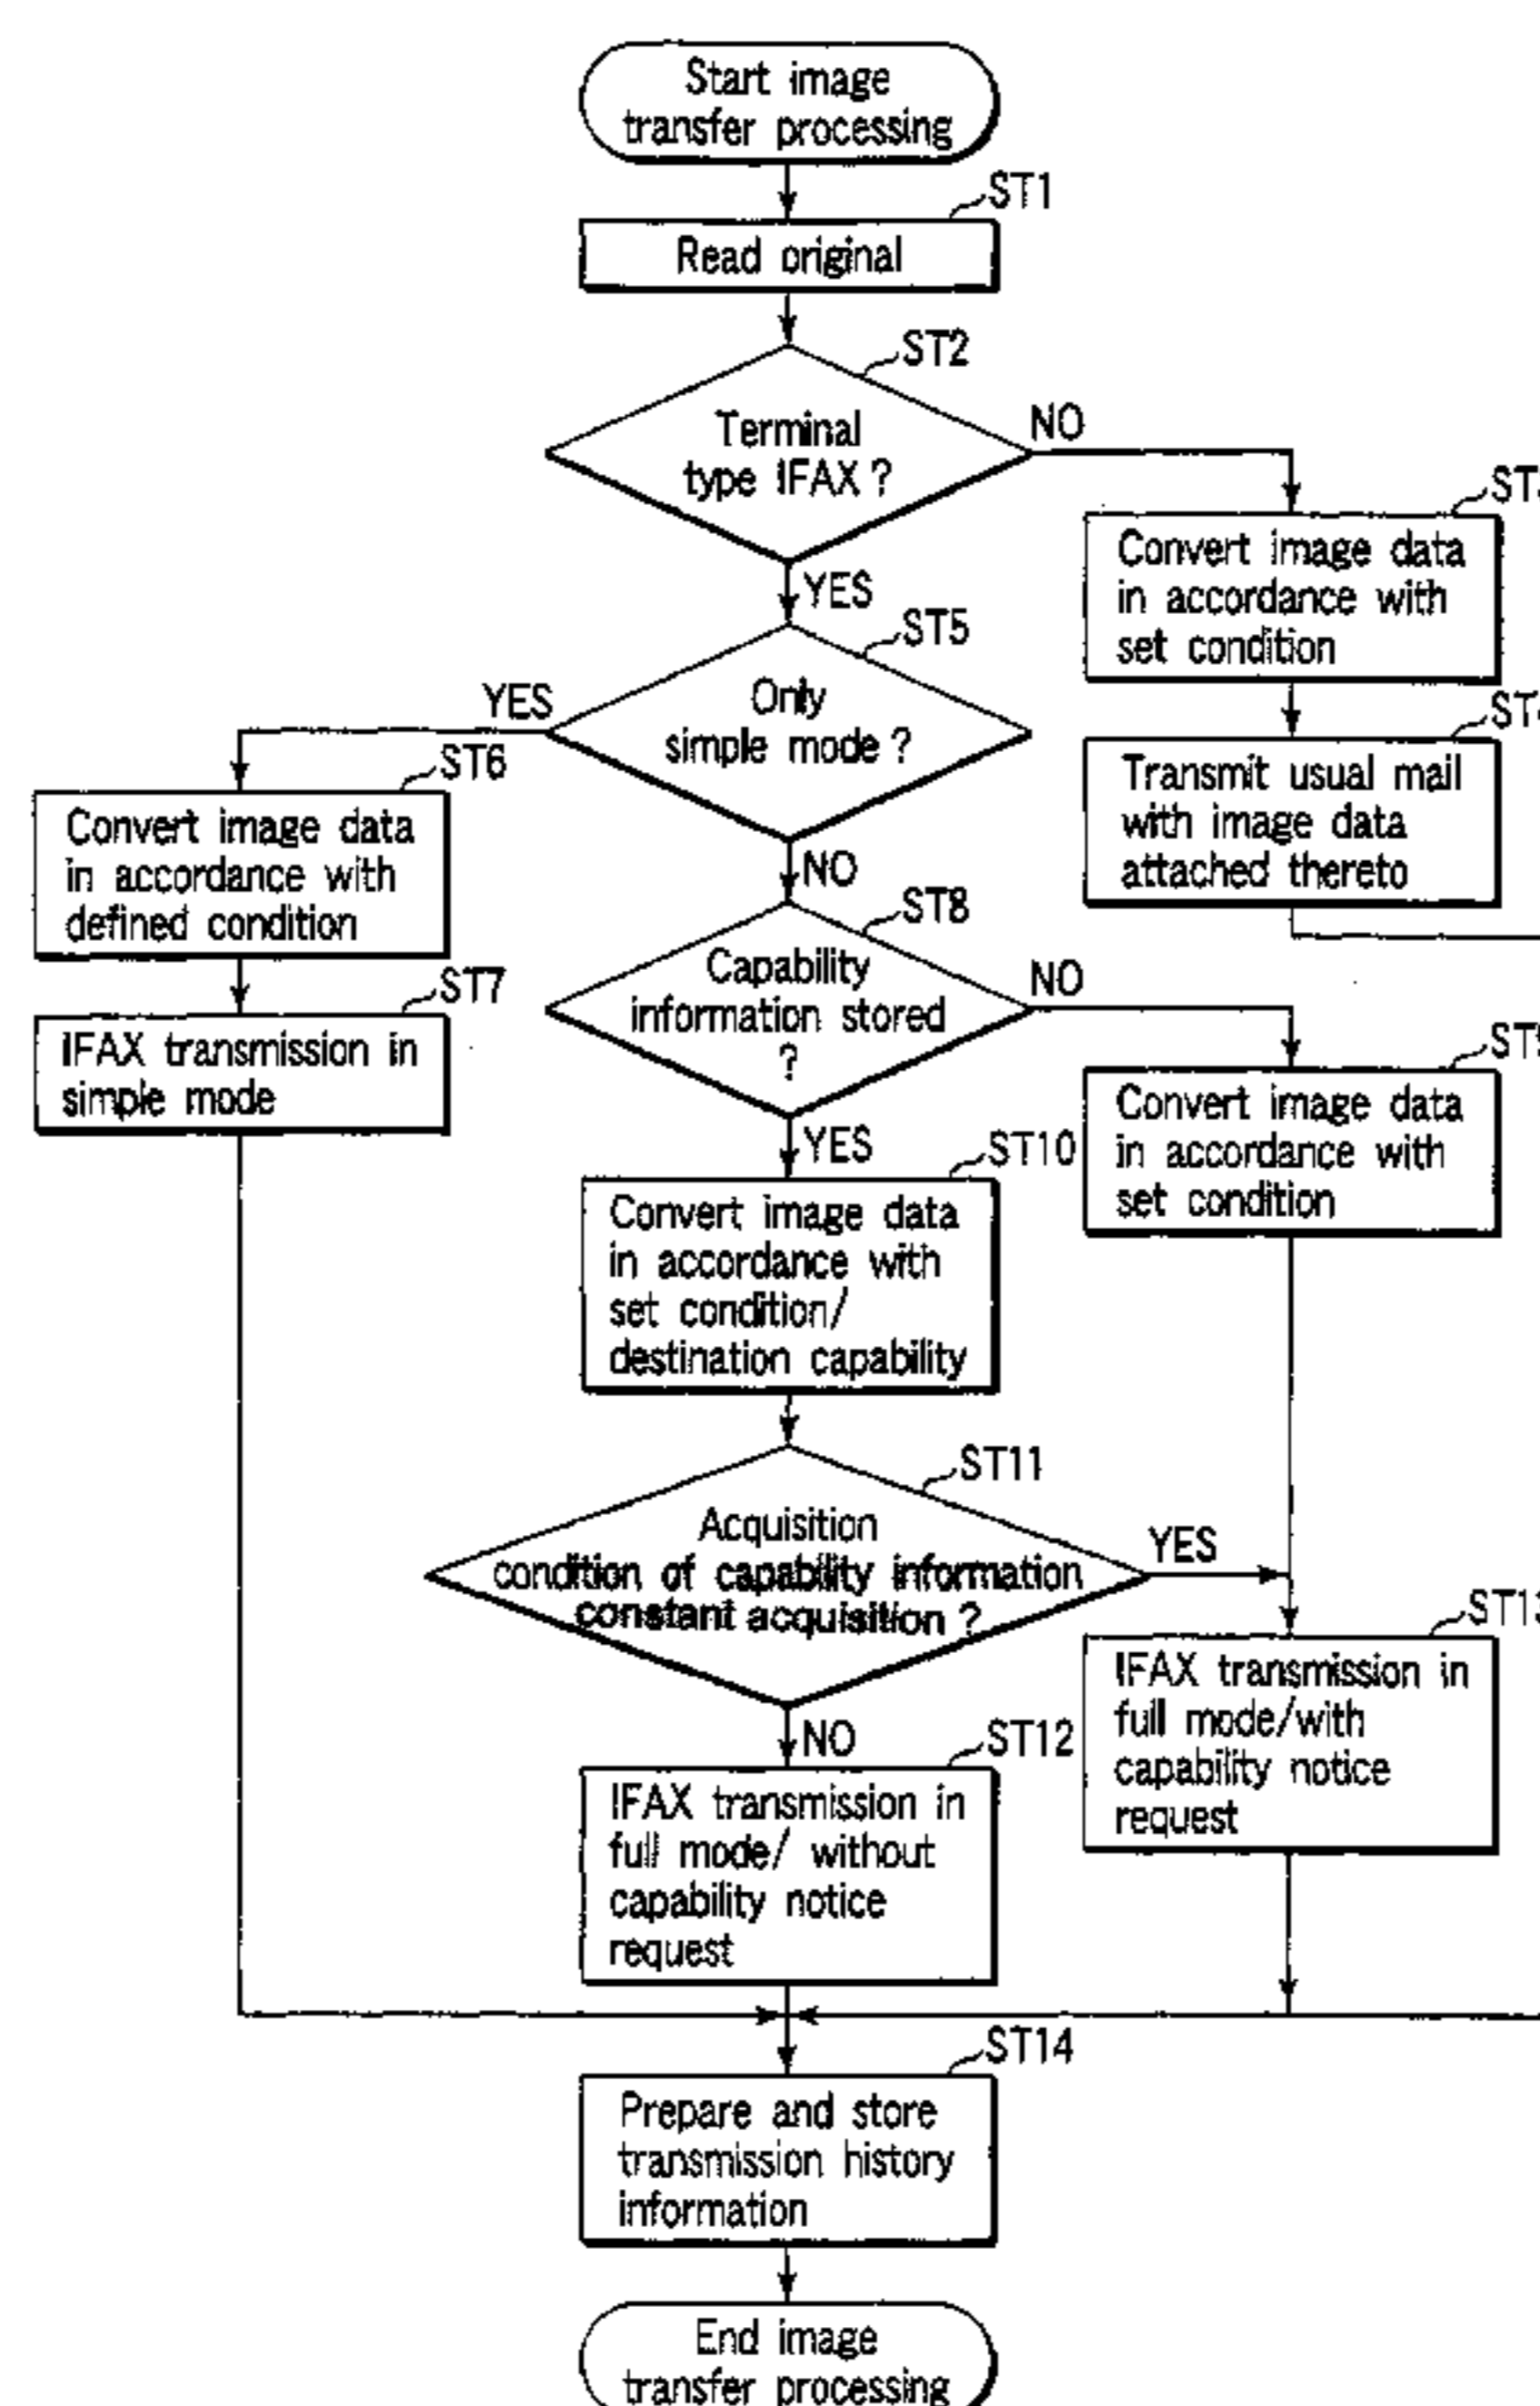 Start image
transfer processing
ST1
Read original
ST2
Terminal
type IFAX ?
NO
YES
ST
Convert image data
in accordance with
set condition
ST
Transmit usual mail
with image data
attached thereto
ST5
Only
simple mode ?
YES
NO
ST6
Convert image data
in accordance with
defined condition
ST7
IFAX transmission in
simple mode
ST8
Capability
information stored
?
NO
YES
ST9
Convert image data
in accordance with
set condition
ST10
Convert image data
in accordance with
set condition/
destination capability
ST11
Acquisition
condition of capability information
constant acquisition ?
YES
NO
ST12
IFAX transmission in
full mode/ without
capability notice
request
ST13
IFAX transmission in
full mode/with
capability notice
request
ST14
Prepare and store
transmission history
information
End image
transfer processing